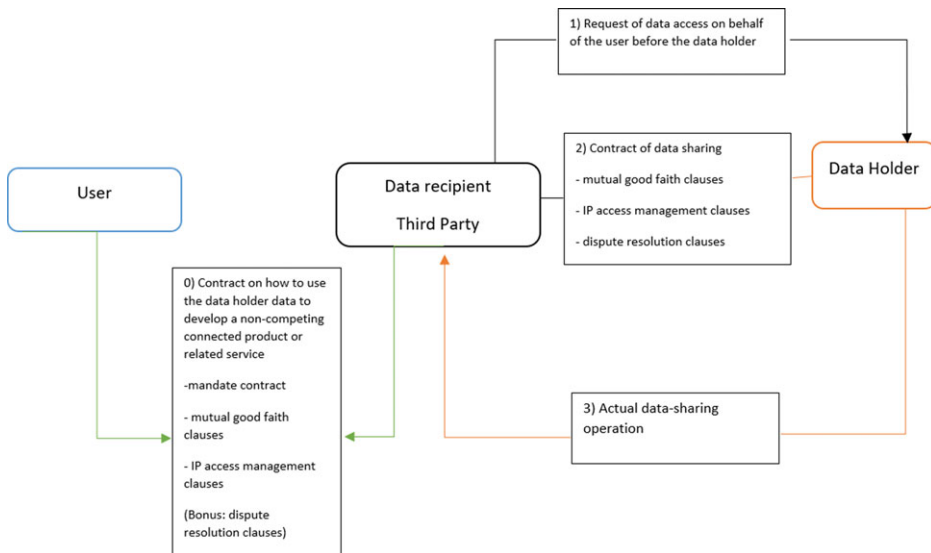 1) Request of data access on behalf
of the user before the data holder
User
Data recipient
Third Party
2) Contract of data sharing
- mutual good faith clauses
- IP access management clauses
- dispute resolution clauses
Data Holder
0) Contract on how to use
the data holder data to
develop a non-competing
connected product or
related service
-mandate contract
- mutual good faith
clauses
- IP access management
clauses
(Bonus: dispute
resolution clauses)
3) Actual data-sharing
operation